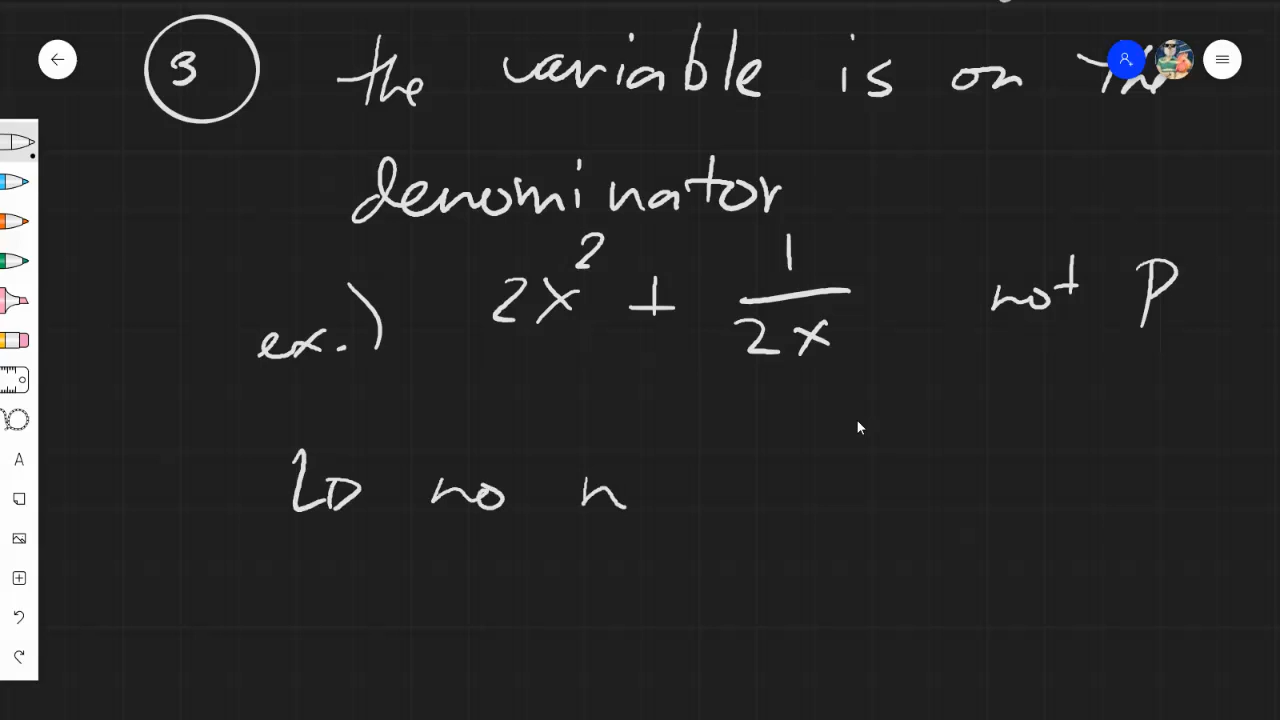 ③ the variable is on the
denominator
ex.) 2x² + 1/2x not P
↳ no n
A